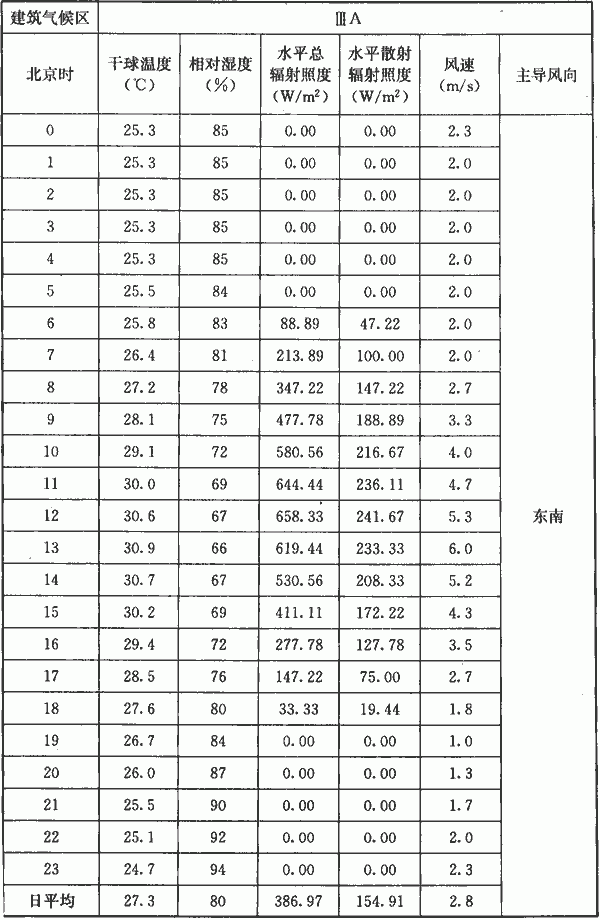 建筑气候区 ⅢA
北京时 干球温度（℃） 相对湿度（%） 水平总辐射照度（W/m²） 水平散射辐射照度（W/m²） 风速（m/s） 主导风向
0 25.3 85 0.00 0.00 2.3 东南
1 25.3 85 0.00 0.00 2.0
2 25.3 85 0.00 0.00 2.0
3 25.3 85 0.00 0.00 2.0
4 25.3 85 0.00 0.00 2.0
5 25.5 84 0.00 0.00 2.0
6 25.8 83 88.89 47.22 2.0
7 26.4 81 213.89 100.00 2.0
8 27.2 78 347.22 147.22 2.7
9 28.1 75 477.78 188.89 3.3
10 29.1 72 580.56 216.67 4.0
11 30.0 69 644.44 236.11 4.7
12 30.6 67 658.33 241.67 5.3
13 30.9 66 619.44 233.33 6.0
14 30.7 67 530.56 208.33 5.2
15 30.2 69 411.11 172.22 4.3
16 29.4 72 277.78 127.78 3.5
17 28.5 76 147.22 75.00 2.7
18 27.6 80 33.33 19.44 1.8
19 26.7 84 0.00 0.00 1.0
20 26.0 87 0.00 0.00 1.3
21 25.5 90 0.00 0.00 1.7
22 25.1 92 0.00 0.00 2.0
23 24.7 94 0.00 0.00 2.3
日平均 27.3 80 386.97 154.91 2.8